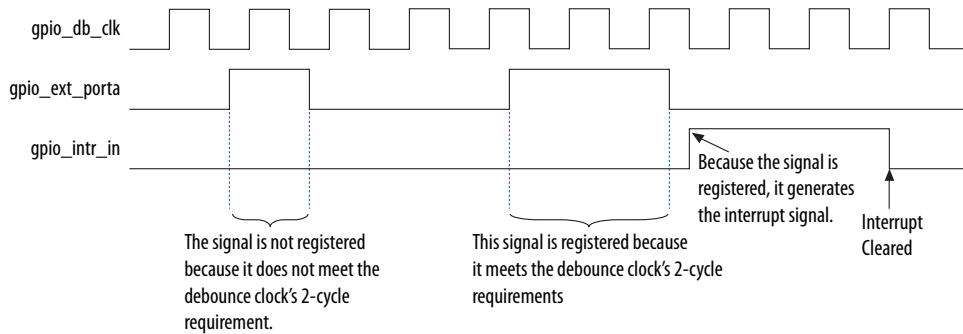 gpio_db_clk
gpio_ext_porta
gpio_intr_in
Because the signal is
registered, it generates
the interrupt signal.
Interrupt
Cleared
The signal is not registered
because it does not meet the
debounce clock's 2-cycle
requirement.
This signal is registered because
it meets the debounce clock's 2-cycle
requirements